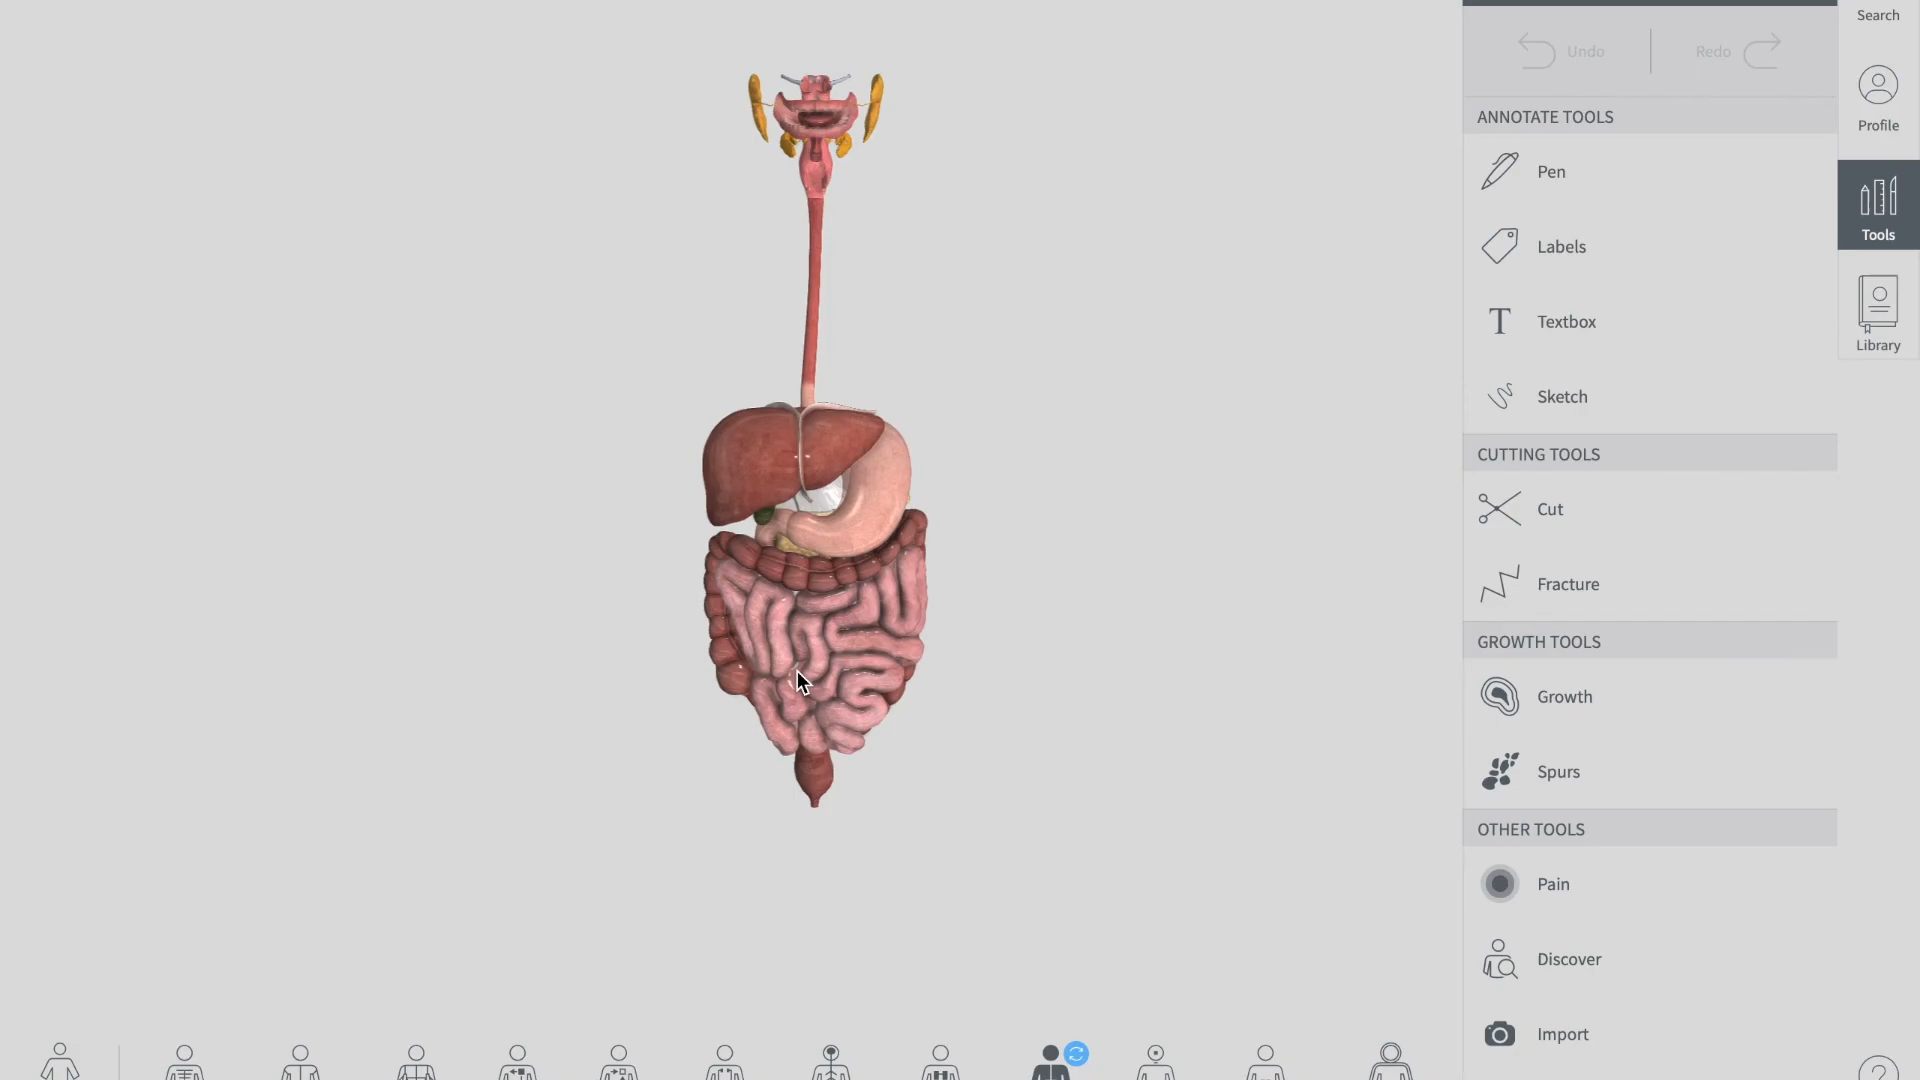 Search
Undo
Redo
Profile
ANNOTATE TOOLS
Pen
Tools
Labels
Library
Textbox
Sketch
CUTTING TOOLS
Cut
Fracture
GROWTH TOOLS
Growth
Spurs
OTHER TOOLS
Pain
Discover
Import